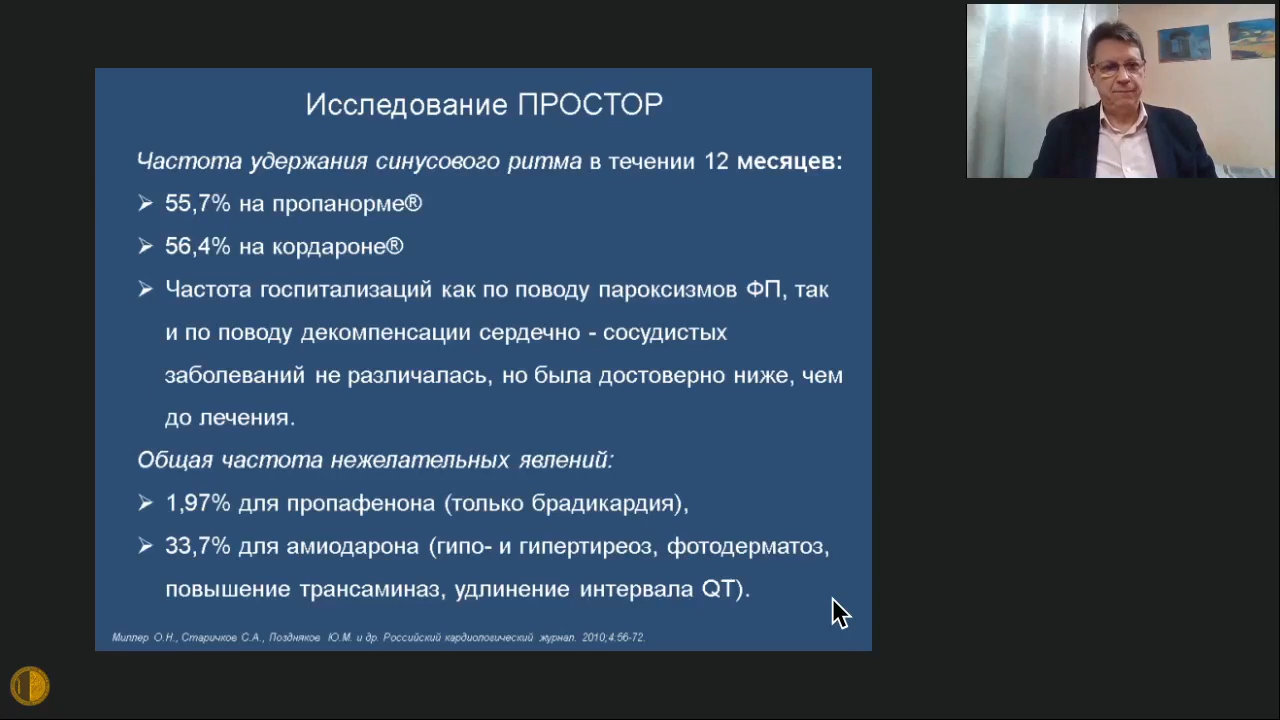 Исследование ПРОСТОР
Частота удержания синусового ритма в течении 12 месяцев:
➢ 55,7% на пропанорме®
➢ 56,4% на кордароне®
➢ Частота госпитализаций как по поводу пароксизмов ФП, так
и по поводу декомпенсации сердечно - сосудистых
заболеваний не различалась, но была достоверно ниже, чем
до лечения.
Общая частота нежелательных явлений:
➢ 1,97% для пропафенона (только брадикардия),
➢ 33,7% для амиодарона (гипо- и гипертиреоз, фотодерматоз,
повышение трансаминаз, удлинение интервала QT).
Миллер О.Н., Старичков С.А., Поздняков Ю.М. и др. Российский кардиологический журнал. 2010;4:56-72.